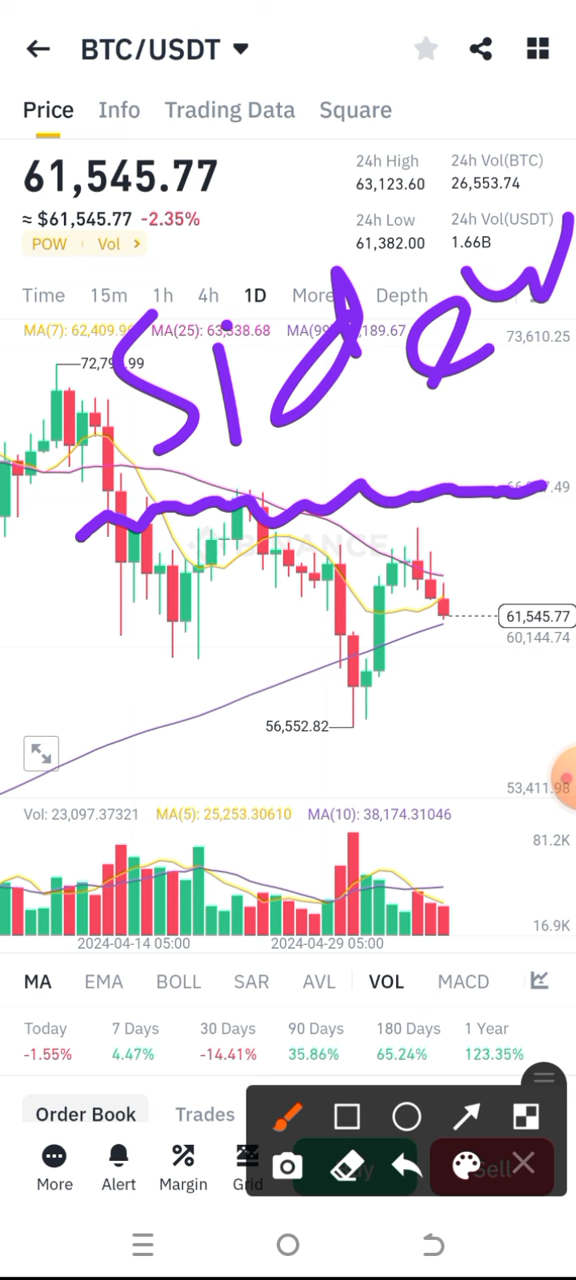 BTC/USDT
Price Info Trading Data Square
61,545.77
24h High
24h Vol(BTC)
63,123.60
26,553.74
≈ $61,545.77 -2.35%
24h Low
24h Vol(USDT)
61,382.00
1.66B
POW Vol
Time 15m 1h 4h 1D More Depth
MA(7): 62,409.9 MA(25): 63,338.68 MA(99 189.67
73,610.25
72,79 .99
Sidew
.49
BINANCE
61,545.77
60,144.74
56,552.82
53,411.98
Vol: 23,097.37321 MA(5): 25,253.30610 MA(10): 38,174.31046
81.2K
16.9K
2024-04-14 05:00 2024-04-29 05:00
MA EMA BOLL SAR AVL VOL MACD
Today 7 Days 30 Days 90 Days 180 Days 1 Year
-1.55% 4.47% -14.41% 35.86% 65.24% 123.35%
Order Book Trades
More Alert Margin Grid Sell